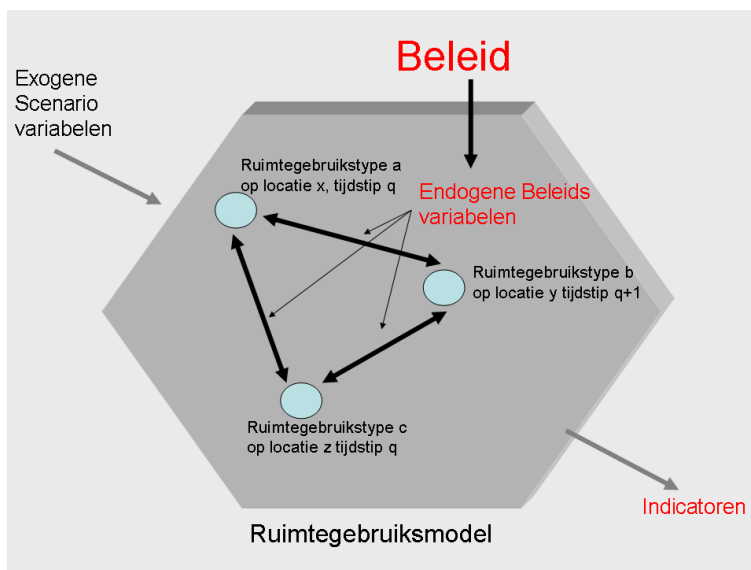 Beleid
Exogene
Scenario
variabelen
Ruimtegebruikstype a
op locatie x, tijdstip q
Endogene Beleids
variabelen
Ruimtegebruikstype b
op locatie y tijdstip q+1
Ruimtegebruikstype c
op locatie z tijdstip q
Indicatoren
Ruimtegebruiksmodel